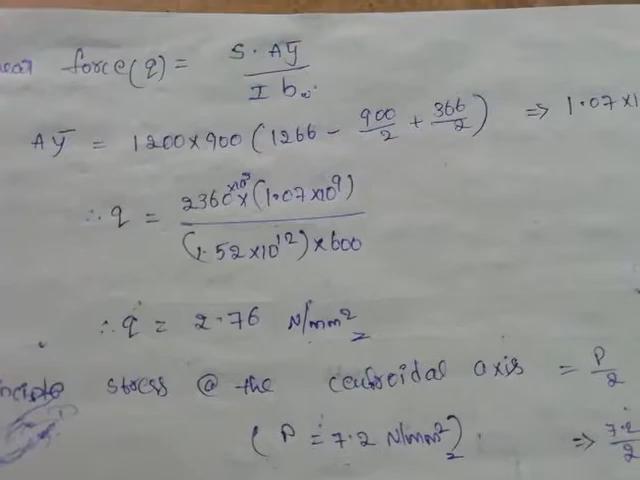 force(q) = S. Aȳ / I bω.
Aȳ = 1200×900 (1266 - 900/2 + 366/2) => 1.07×1
∴ q = 2360×10³ × (1.07×10⁹) / (1.52×10¹²) × 600
∴ q = 2.76 N/mm²
stress @ the centroidal axis = P/2
(P = 7.2 N/mm²). => 7.2/2